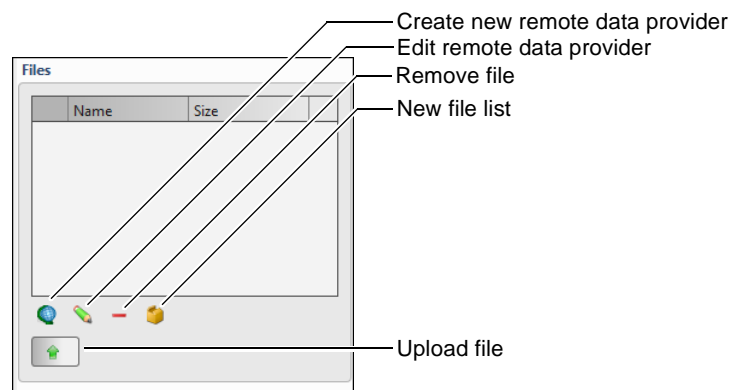 Create new remote data provider
Edit remote data provider
Remove file
New file list
Files
Name Size
Upload file